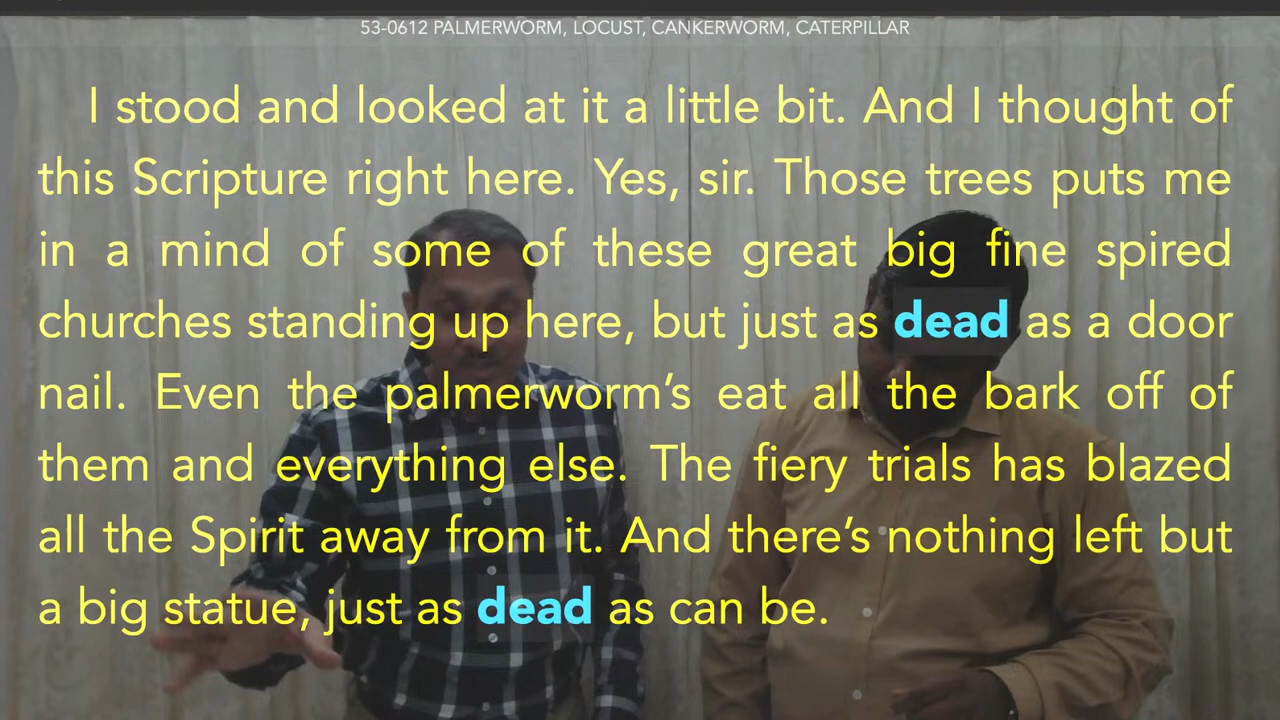 53-0612 PALMERWORM, LOCUST, CANKERWORM, CATERPILLAR
I stood and looked at it a little bit. And I thought of
this Scripture right here. Yes, sir. Those trees puts me
in a mind of some of these great big fine spired
churches standing up here, but just as dead as a door
nail. Even the palmerworm’s eat all the bark off of
them and everything else. The fiery trials has blazed
all the Spirit away from it. And there’s nothing left but
a big statue, just as dead as can be.